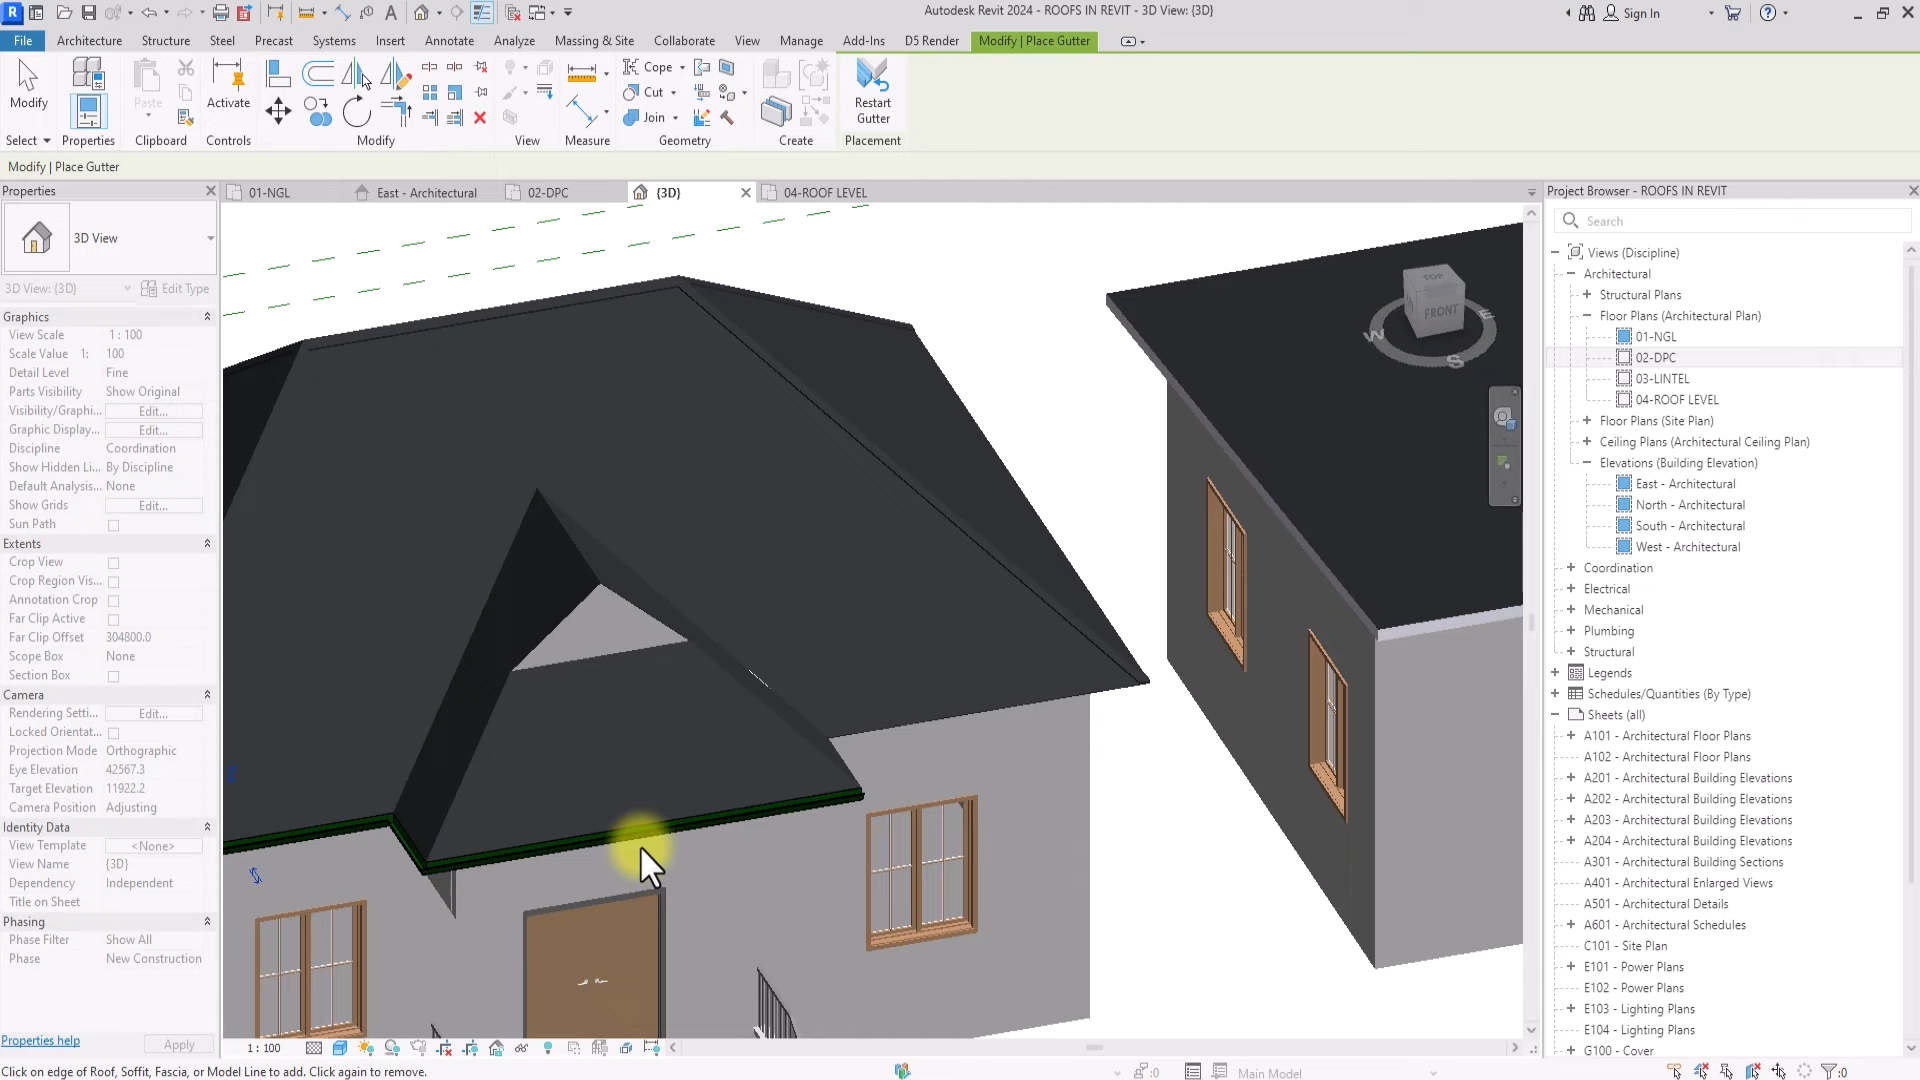 Autodesk Revit 2024 - ROOFS IN REVIT - 3D View: {3D}
Sign In
File Architecture Structure Steel Precast Systems Insert Annotate Analyze Massing & Site Collaborate View Manage Add-Ins D5 Render Modify | Place Gutter
Modify
Paste
Activate
Cope
Cut
Join
Restart
Gutter
Select Properties Clipboard Controls Modify View Measure Geometry Create Placement
Modify | Place Gutter
Properties
01-NGL East - Architectural 02-DPC {3D} 04-ROOF LEVEL
Project Browser - ROOFS IN REVIT
3D View
3D View: {3D} Edit Type
Graphics
View Scale 1 : 100
Scale Value 1: 100
Detail Level Fine
Parts Visibility Show Original
Visibility/Graphi... Edit...
Graphic Display... Edit...
Discipline Coordination
Show Hidden Li... By Discipline
Default Analysis... None
Show Grids Edit...
Sun Path
Extents
Crop View
Crop Region Vis...
Annotation Crop
Far Clip Active
Far Clip Offset 304800.0
Scope Box None
Section Box
Camera
Rendering Setti... Edit...
Locked Orientat...
Projection Mode Orthographic
Eye Elevation 42567.3
Target Elevation 11922.2
Camera Position Adjusting
Identity Data
View Template <None>
View Name {3D}
Dependency Independent
Title on Sheet
Phasing
Phase Filter Show All
Phase New Construction
Properties help Apply
TOP
FRONT
W
E
S
Search
Views (Discipline)
Architectural
Structural Plans
Floor Plans (Architectural Plan)
01-NGL
02-DPC
03-LINTEL
04-ROOF LEVEL
Floor Plans (Site Plan)
Ceiling Plans (Architectural Ceiling Plan)
Elevations (Building Elevation)
East - Architectural
North - Architectural
South - Architectural
West - Architectural
Coordination
Electrical
Mechanical
Plumbing
Structural
Legends
Schedules/Quantities (By Type)
Sheets (all)
A101 - Architectural Floor Plans
A102 - Architectural Floor Plans
A201 - Architectural Building Elevations
A202 - Architectural Building Elevations
A203 - Architectural Building Elevations
A204 - Architectural Building Elevations
A301 - Architectural Building Sections
A401 - Architectural Enlarged Views
A501 - Architectural Details
A601 - Architectural Schedules
C101 - Site Plan
E101 - Power Plans
E102 - Power Plans
E103 - Lighting Plans
E104 - Lighting Plans
G100 - Cover
1 : 100
Click on edge of Roof, Soffit, Fascia, or Model Line to add. Click again to remove.
:0
Main Model
:0